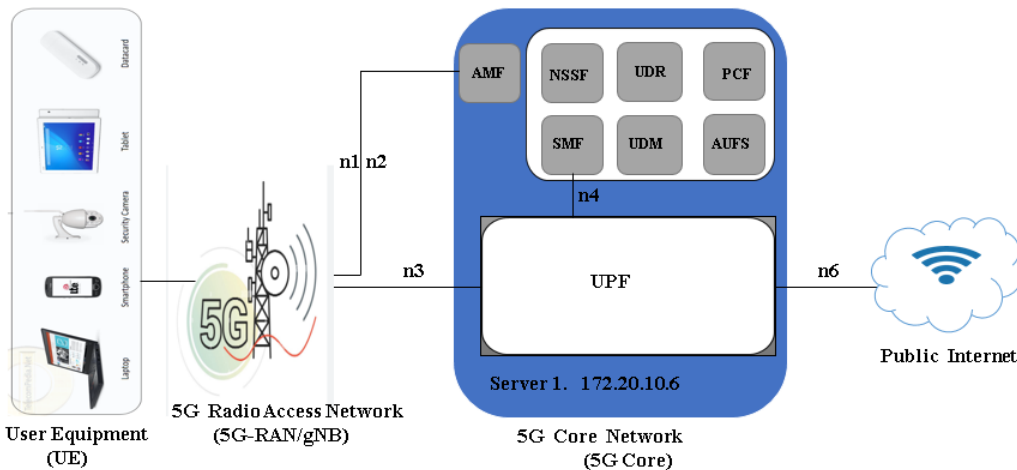 Datacard
Tablet
Security Camera
Smartphone
Laptop
User Equipment
(UE)
5G
5G Radio Access Network
(5G-RAN/gNB)
n1
n2
n3
AMF
NSSF
UDR
PCF
SMF
UDM
AUFS
n4
UPF
Server 1. 172.20.10.6
5G Core Network
(5G Core)
n6
Public Internet